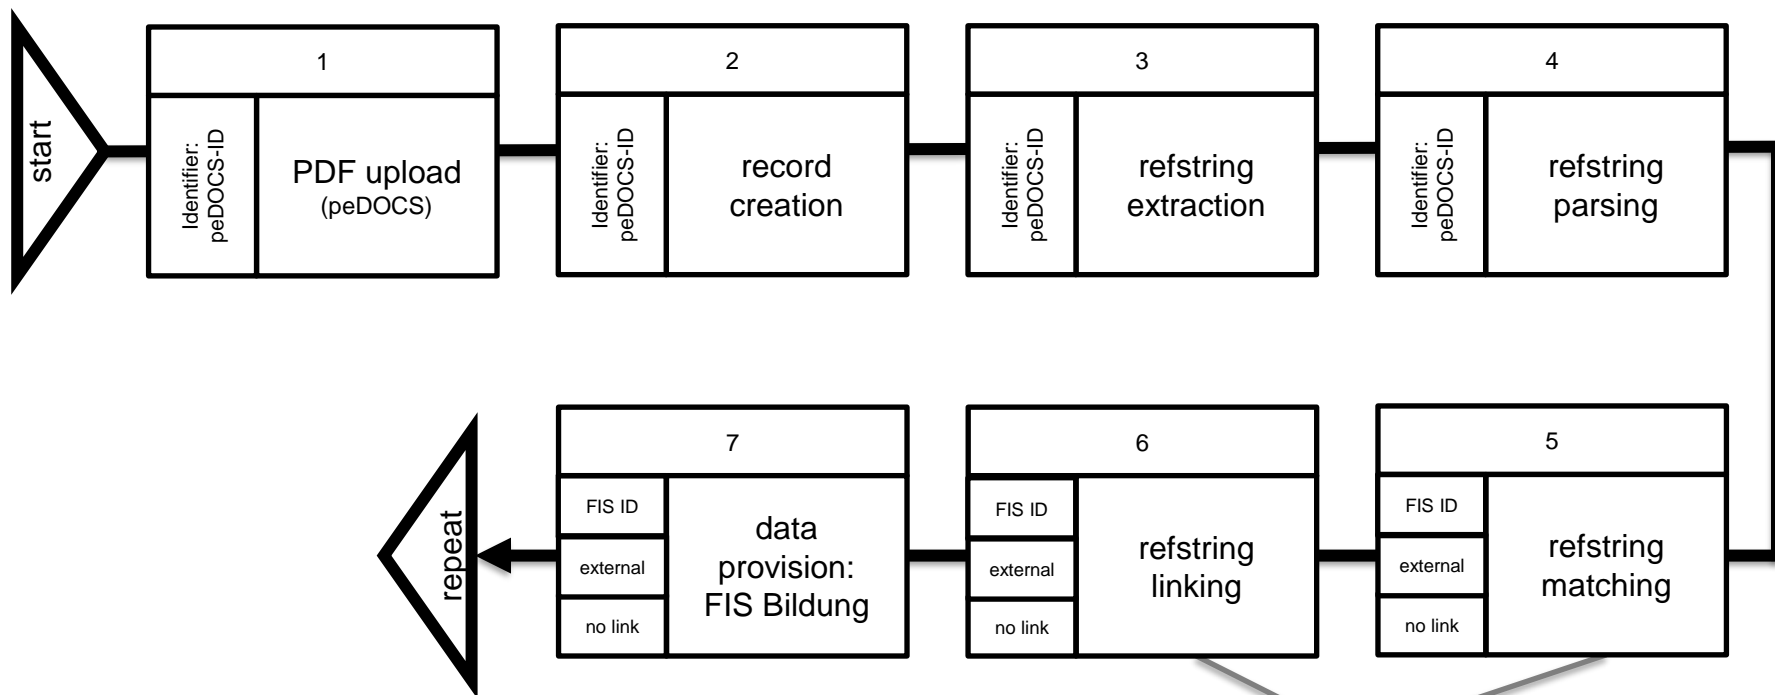 start
1
Identifier:
peDOCS-ID
PDF upload
(peDOCS)
2
Identifier:
peDOCS-ID
record
creation
3
Identifier:
peDOCS-ID
refstring
extraction
4
Identifier:
peDOCS-ID
refstring
parsing
repeat
7
FIS ID
external
no link
data
provision:
FIS Bildung
6
FIS ID
external
no link
refstring
linking
5
FIS ID
external
no link
refstring
matching